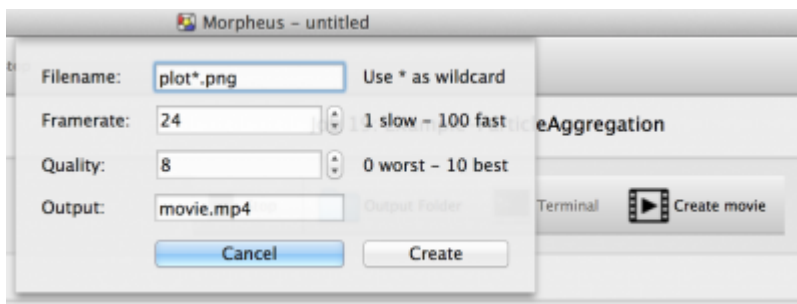 Morpheus – untitled
Filename: plot*.png Use * as wildcard
Framerate: 24 1 slow – 100 fast
eAggregation
Quality: 8 0 worst – 10 best
Output: movie.mp4 Output Folder Terminal Create movie
Cancel Create